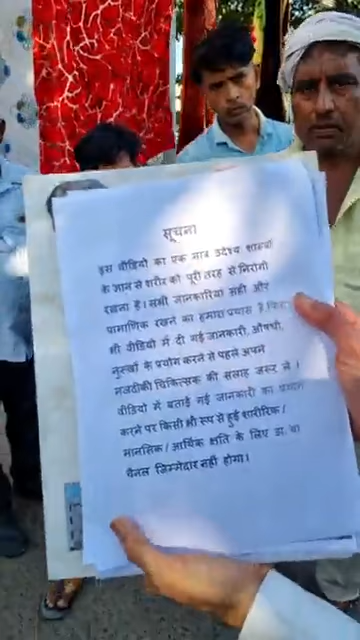 सूचना
इस वीडियो का एक मात्र उदेश्य शास्त्रों
के ज्ञान से शरीर को पूरी तरह से निरोगी
रखना है। सभी जानकारियां सही और
प्रामाणिक रखने का हमारा प्रयास है
भी वीडियो में दी गई जानकारी, औषधी,
नुस्खों के प्रयोग करने से पहले अपने
नजदीकी चिकित्सक की सलाह जरूर ले।
वीडियो में बताई गई जानकारी का
करने पर किसी भी रूप से हुई शारीरिक/
मानसिक/आर्थिक क्षति के लिए डा. या
चैनल जिम्मेदार नहीं होगा।